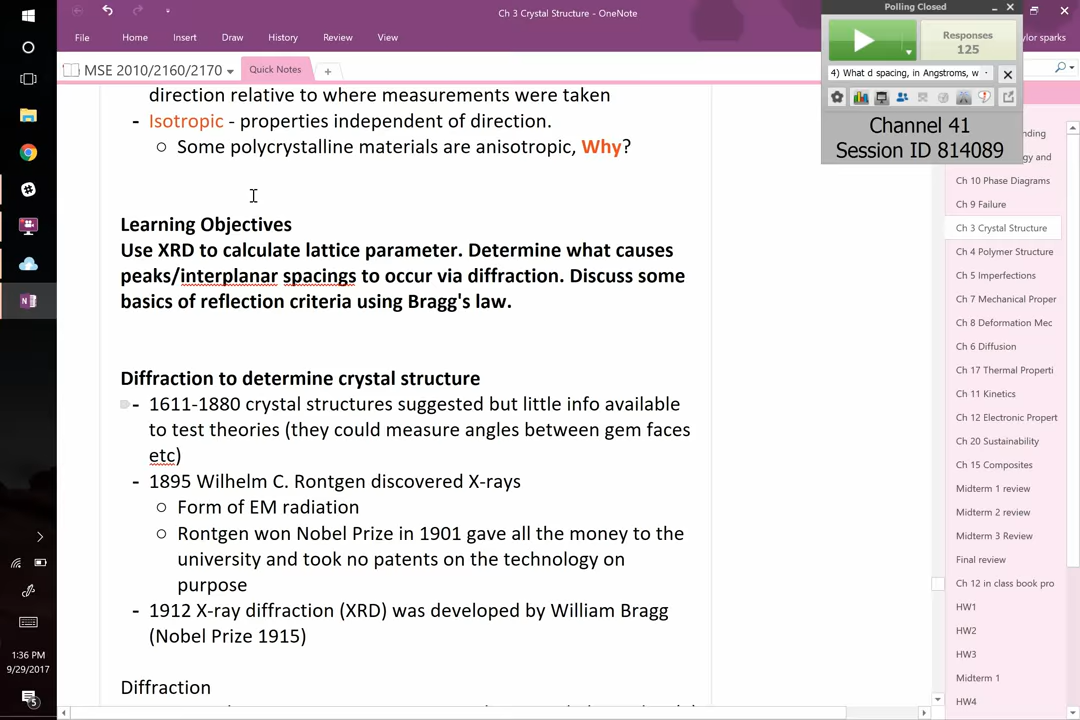 Ch 3 Crystal Structure - OneNote
Polling Closed
Responses
125
4) What d spacing, in Angstroms, w
Channel 41
Session ID 814089
File Home Insert Draw History Review View
MSE 2010/2160/2170 Quick Notes
direction relative to where measurements were taken
- Isotropic - properties independent of direction.
Some polycrystalline materials are anisotropic, Why?
Learning Objectives
Use XRD to calculate lattice parameter. Determine what causes
peaks/interplanar spacings to occur via diffraction. Discuss some
basics of reflection criteria using Bragg's law.
Diffraction to determine crystal structure
- 1611-1880 crystal structures suggested but little info available
to test theories (they could measure angles between gem faces
etc)
- 1895 Wilhelm C. Rontgen discovered X-rays
Form of EM radiation
Rontgen won Nobel Prize in 1901 gave all the money to the
university and took no patents on the technology on
purpose
- 1912 X-ray diffraction (XRD) was developed by William Bragg
(Nobel Prize 1915)
Diffraction
ylor sparks
nding
gy and
Ch 10 Phase Diagrams
Ch 9 Failure
Ch 3 Crystal Structure
Ch 4 Polymer Structure
Ch 5 Imperfections
Ch 7 Mechanical Proper
Ch 8 Deformation Mec
Ch 6 Diffusion
Ch 17 Thermal Properti
Ch 11 Kinetics
Ch 12 Electronic Propert
Ch 20 Sustainability
Ch 15 Composites
Midterm 1 review
Midterm 2 review
Midterm 3 Review
Final review
Ch 12 in class book pro
HW1
HW2
HW3
Midterm 1
HW4
1:36 PM
9/29/2017
5